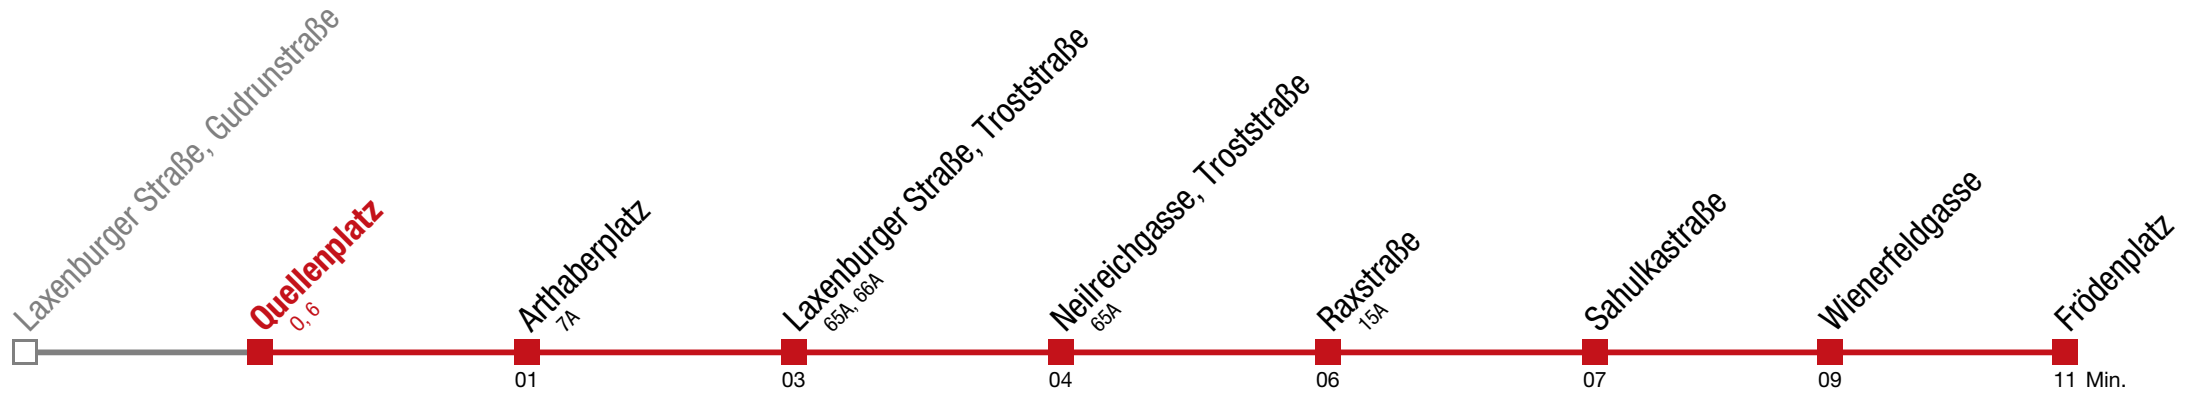 Laxenburger Straße, Gudrunstraße
Quellenplatz
O, 6
Arthaberplatz
7A
Laxenburger Straße, Troststraße
65A, 66A
Neilreichgasse, Troststraße
65A
Raxstraße
15A
Sahulkastraße
Wienerfeldgasse
Frödenplatz
01
03
04
06
07
09
11 Min.